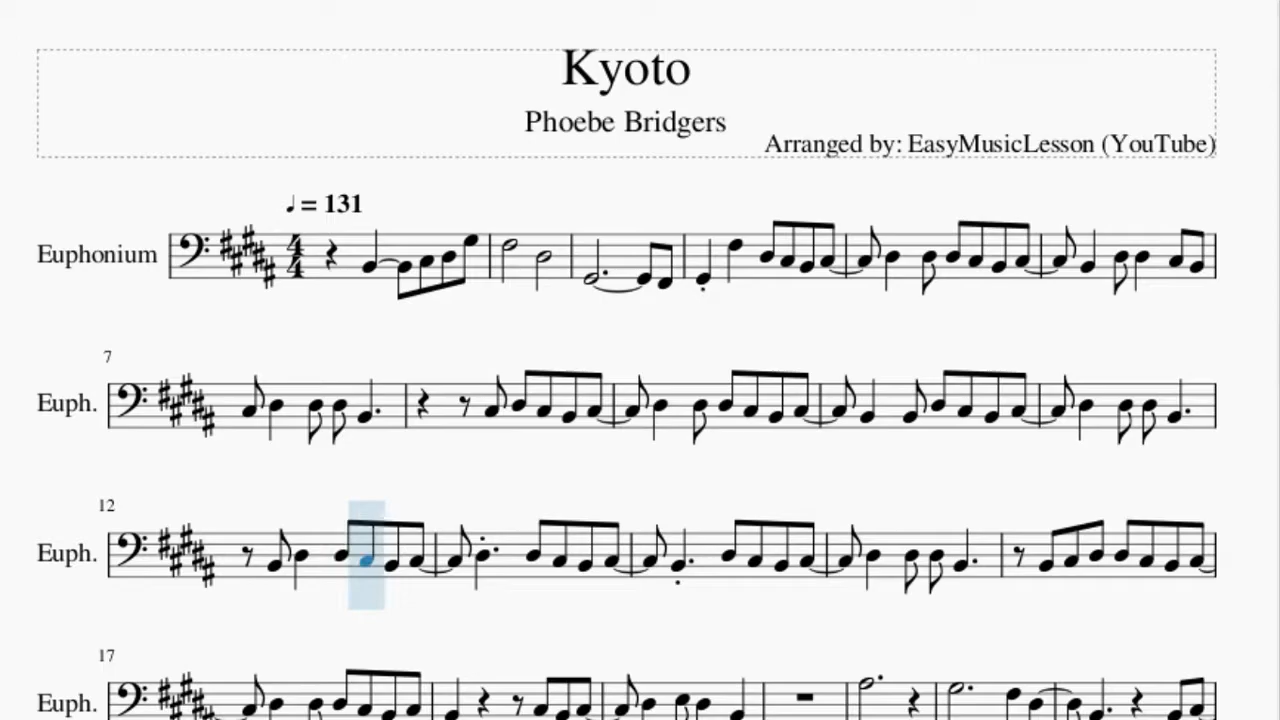 Kyoto
Phoebe Bridgers
Arranged by: EasyMusicLesson (YouTube)
♩ = 131
Euphonium
7
Euph.
12
Euph.
17
Euph.